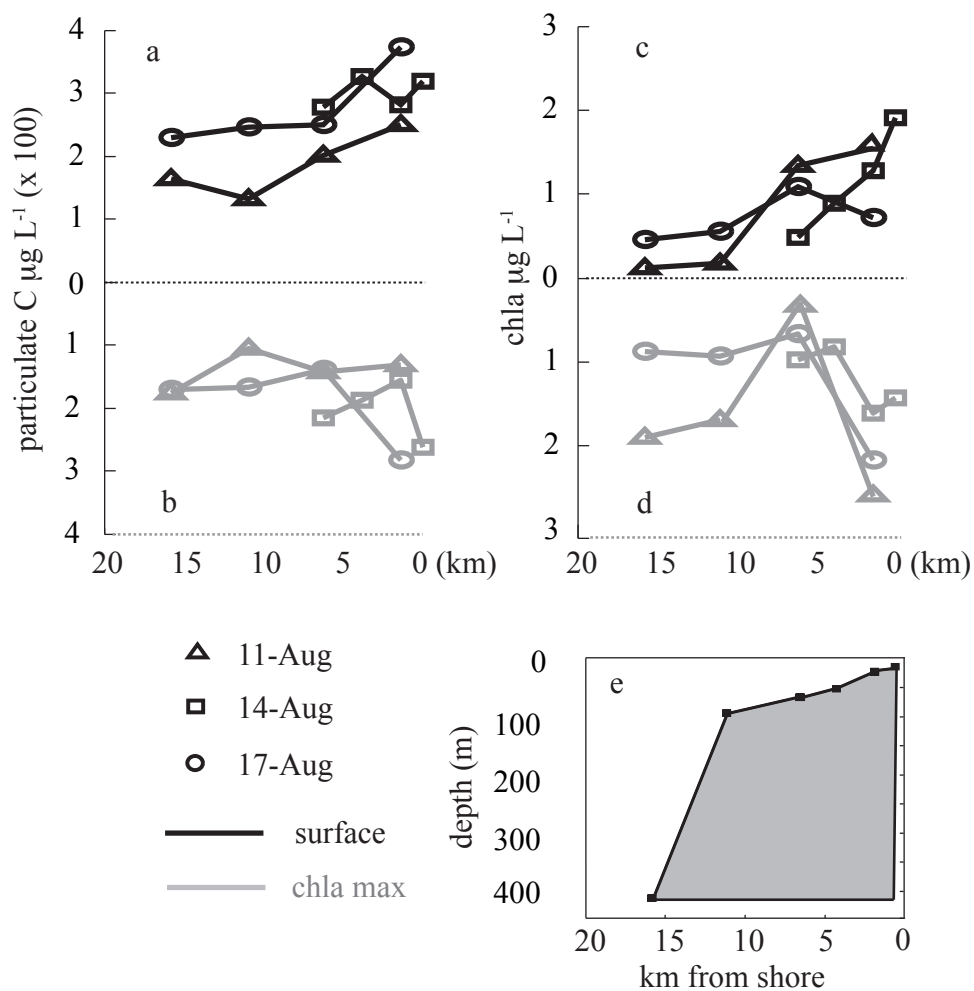 a
4
3
2
1
0
1
2
3
4
particulate C µg L-1 (x 100)
b
20 15 10 5 0 (km)
c
3
2
1
0
1
2
3
chla µg L-1
d
20 15 10 5 0 (km)
11-Aug
14-Aug
17-Aug
surface
chla max
e
0
100
200
300
400
depth (m)
20 15 10 5 0
km from shore